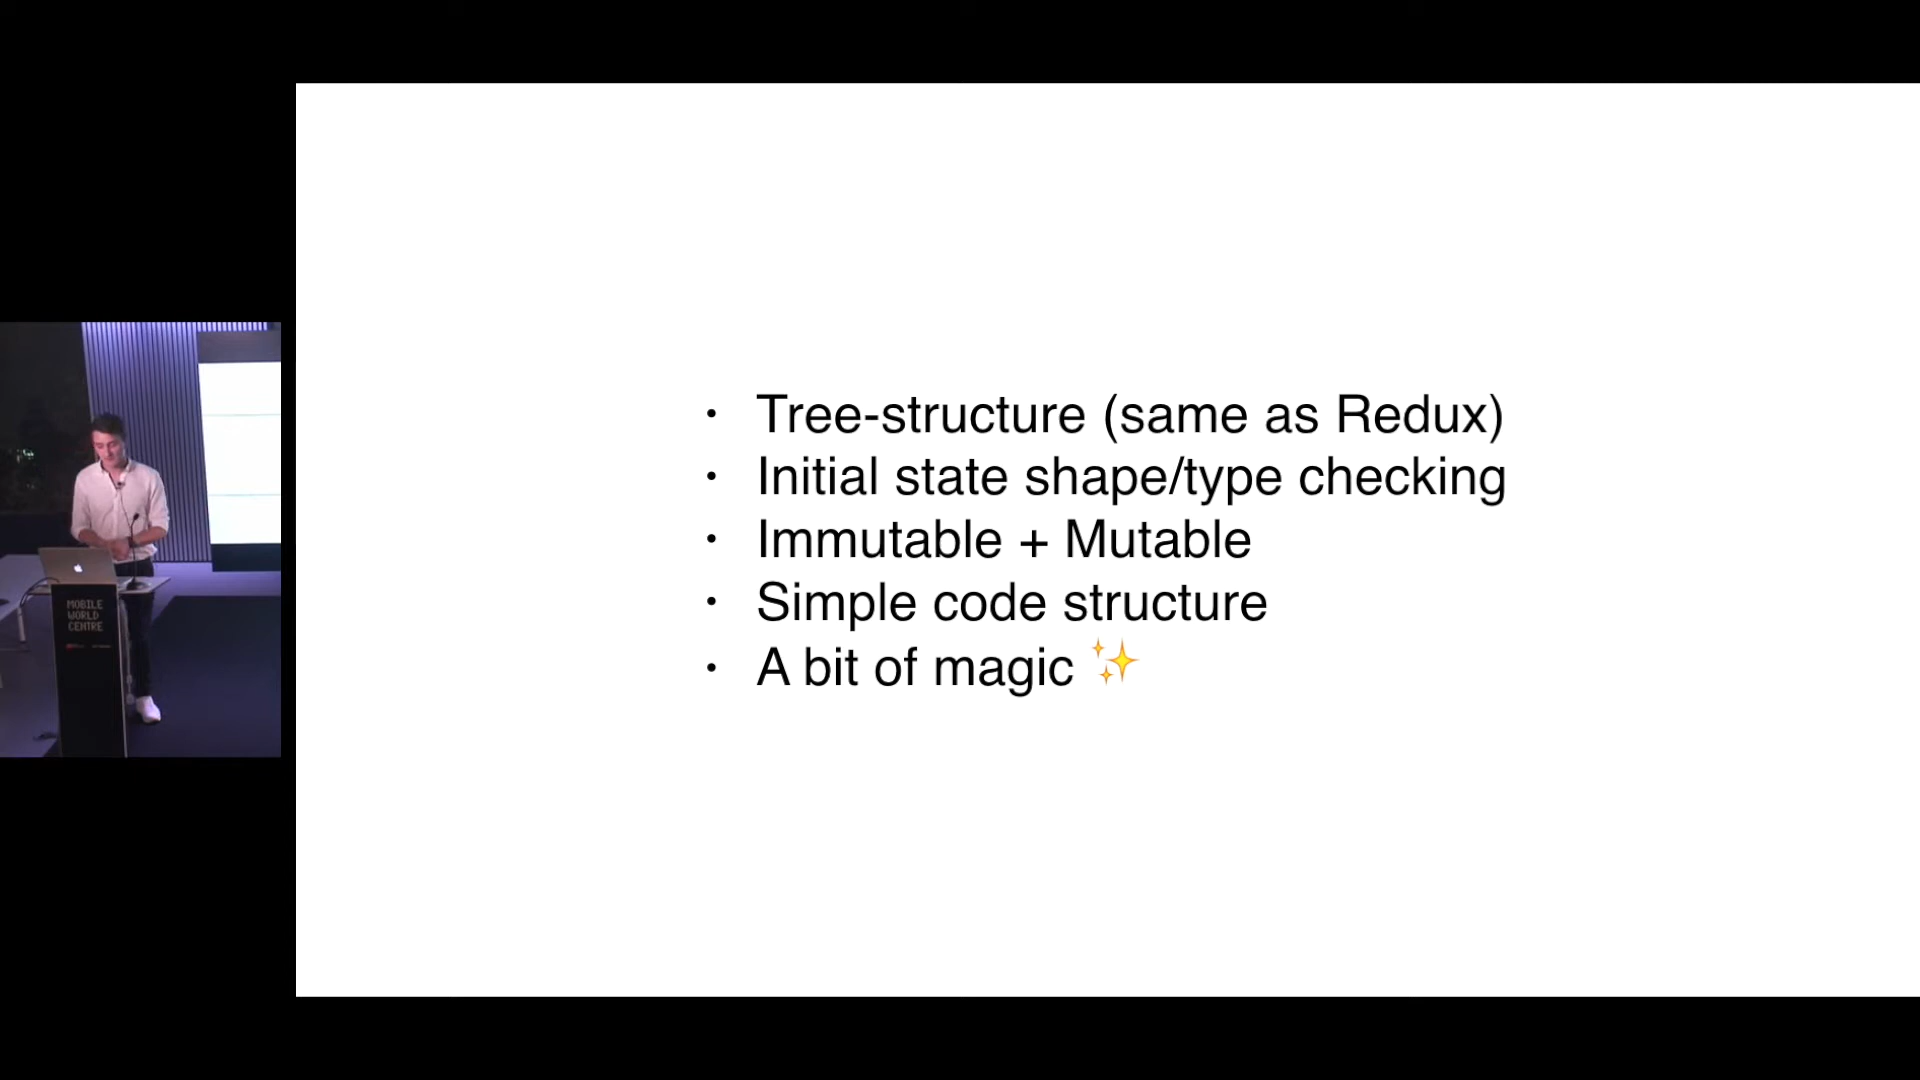 • Tree-structure (same as Redux)
• Initial state shape/type checking
• Immutable + Mutable
• Simple code structure
• A bit of magic ✨
MOBILE
WORLD
CENTRE